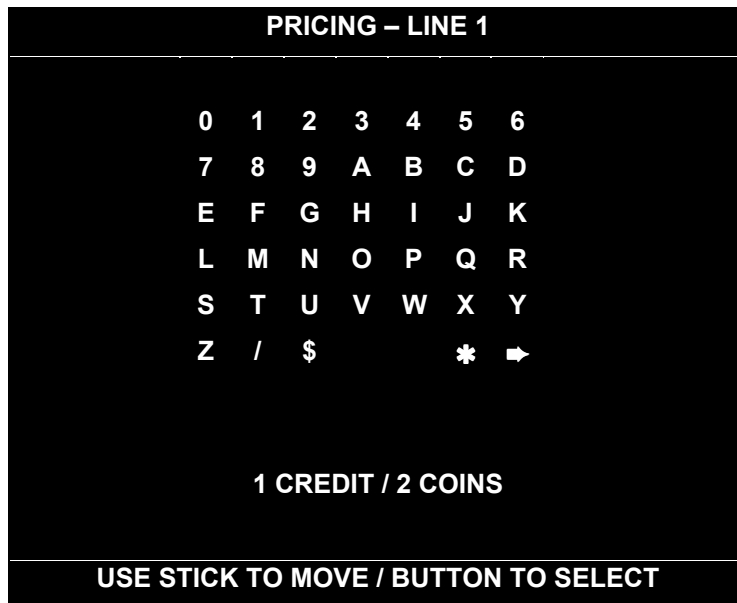 PRICING – LINE 1
0 1 2 3 4 5 6
7 8 9 A B C D
E F G H I J K
L M N O P Q R
S T U V W X Y
Z / $ ✱ ➨
1 CREDIT / 2 COINS
USE STICK TO MOVE / BUTTON TO SELECT